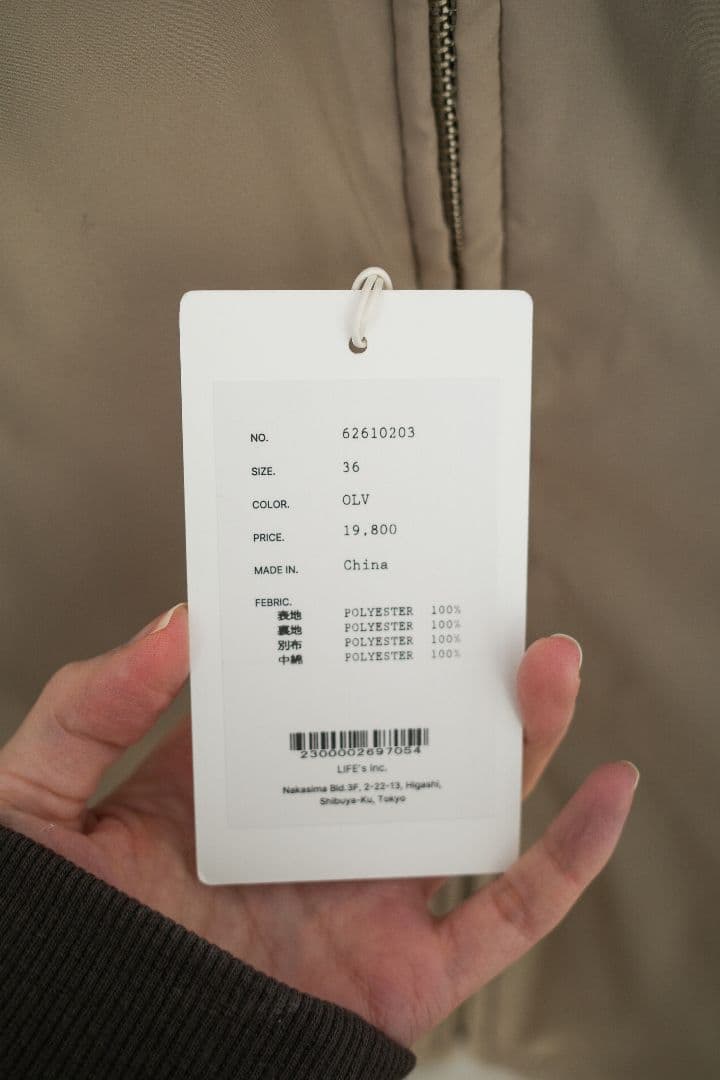 NO. 62610203
SIZE. 36
COLOR. OLV
PRICE. 19,800
MADE IN. China
FEBRIC.
表地 POLYESTER 100%
裏地 POLYESTER 100%
別布 POLYESTER 100%
中綿 POLYESTER 100%
2300002697054
LIFE's inc.
Nakasima Bld.3F, 2-22-13, Higashi,
Shibuya-Ku, Tokyo